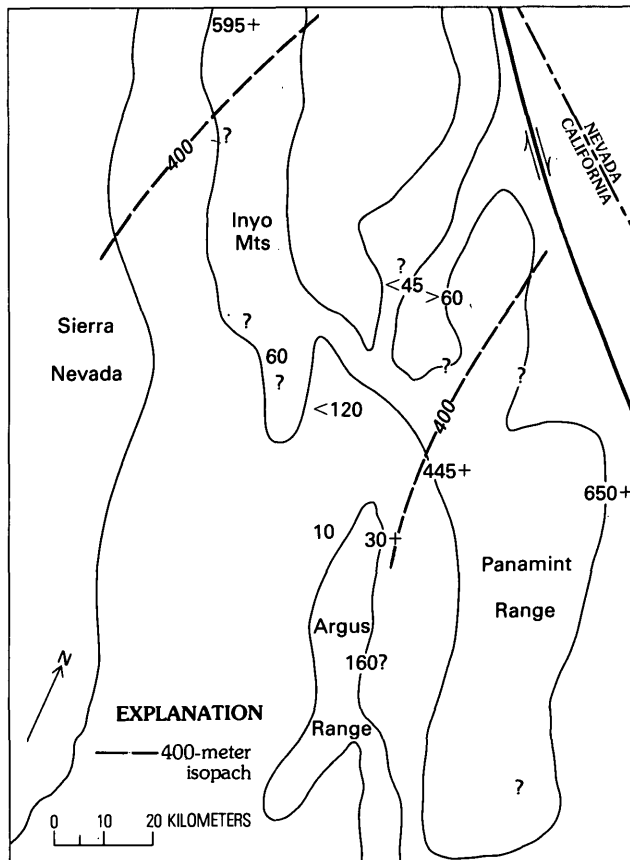 595+
400
?
NEVADA
CALIFORNIA
Inyo
Mts
?
<45
>60
Sierra
Nevada
?
60
?
?
?
400
<120
445+
650+
10
30+
Panamint
Range
Argus
160?
Range
N
EXPLANATION
400-meter
isopach
?
0 10 20 KILOMETERS